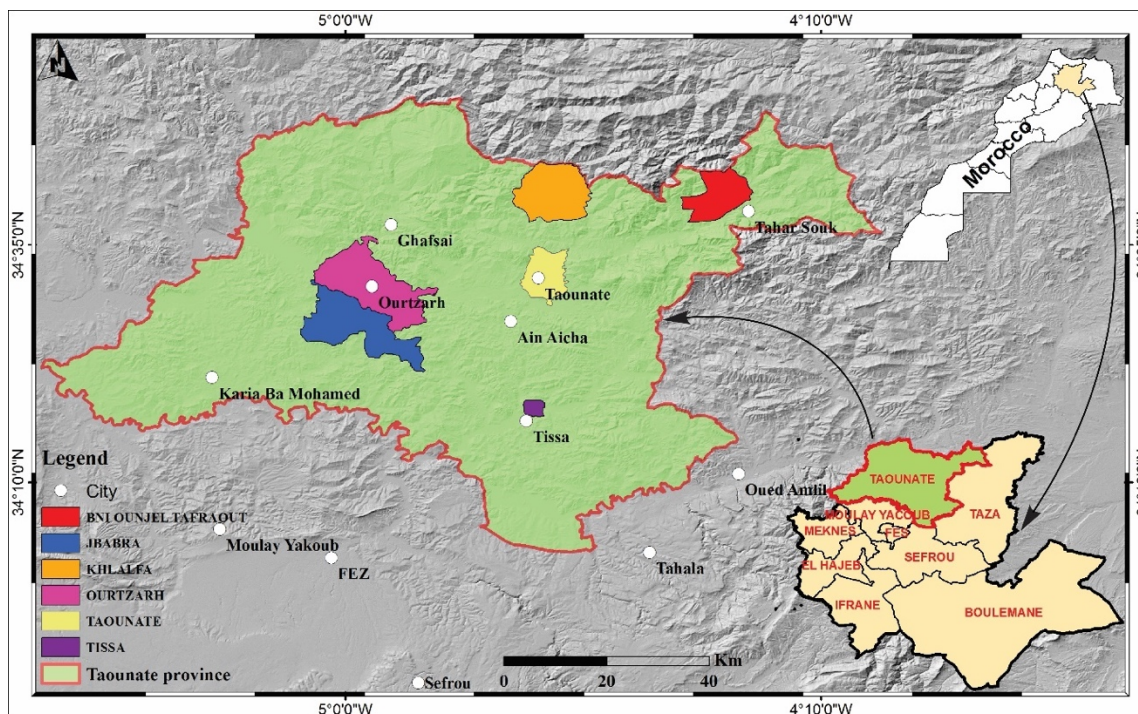 5°0'0"W
4°10'0"W
N
Morocco
34°35'0"N
Ghafsai
Tahar Souk
Ourtzarh
Taounate
Ain Aicha
Karia Ba Mohamed
Tissa
Legend
City
BNI OUNJEL TAFRAOUT
JBABRA
KHLALFA
OURTZARH
TAOUNATE
TISSA
Taounate province
34°10'0"N
Oued Amlil
Moulay Yakoub
FEZ
Tahala
Sefrou
TAOUNATE
MOULAY YACOUB
MEKNES
FES
TAZA
SEFROU
EL HAJEB
IFRANE
BOULEMANE
Km
0 20 40
5°0'0"W
4°10'0"W